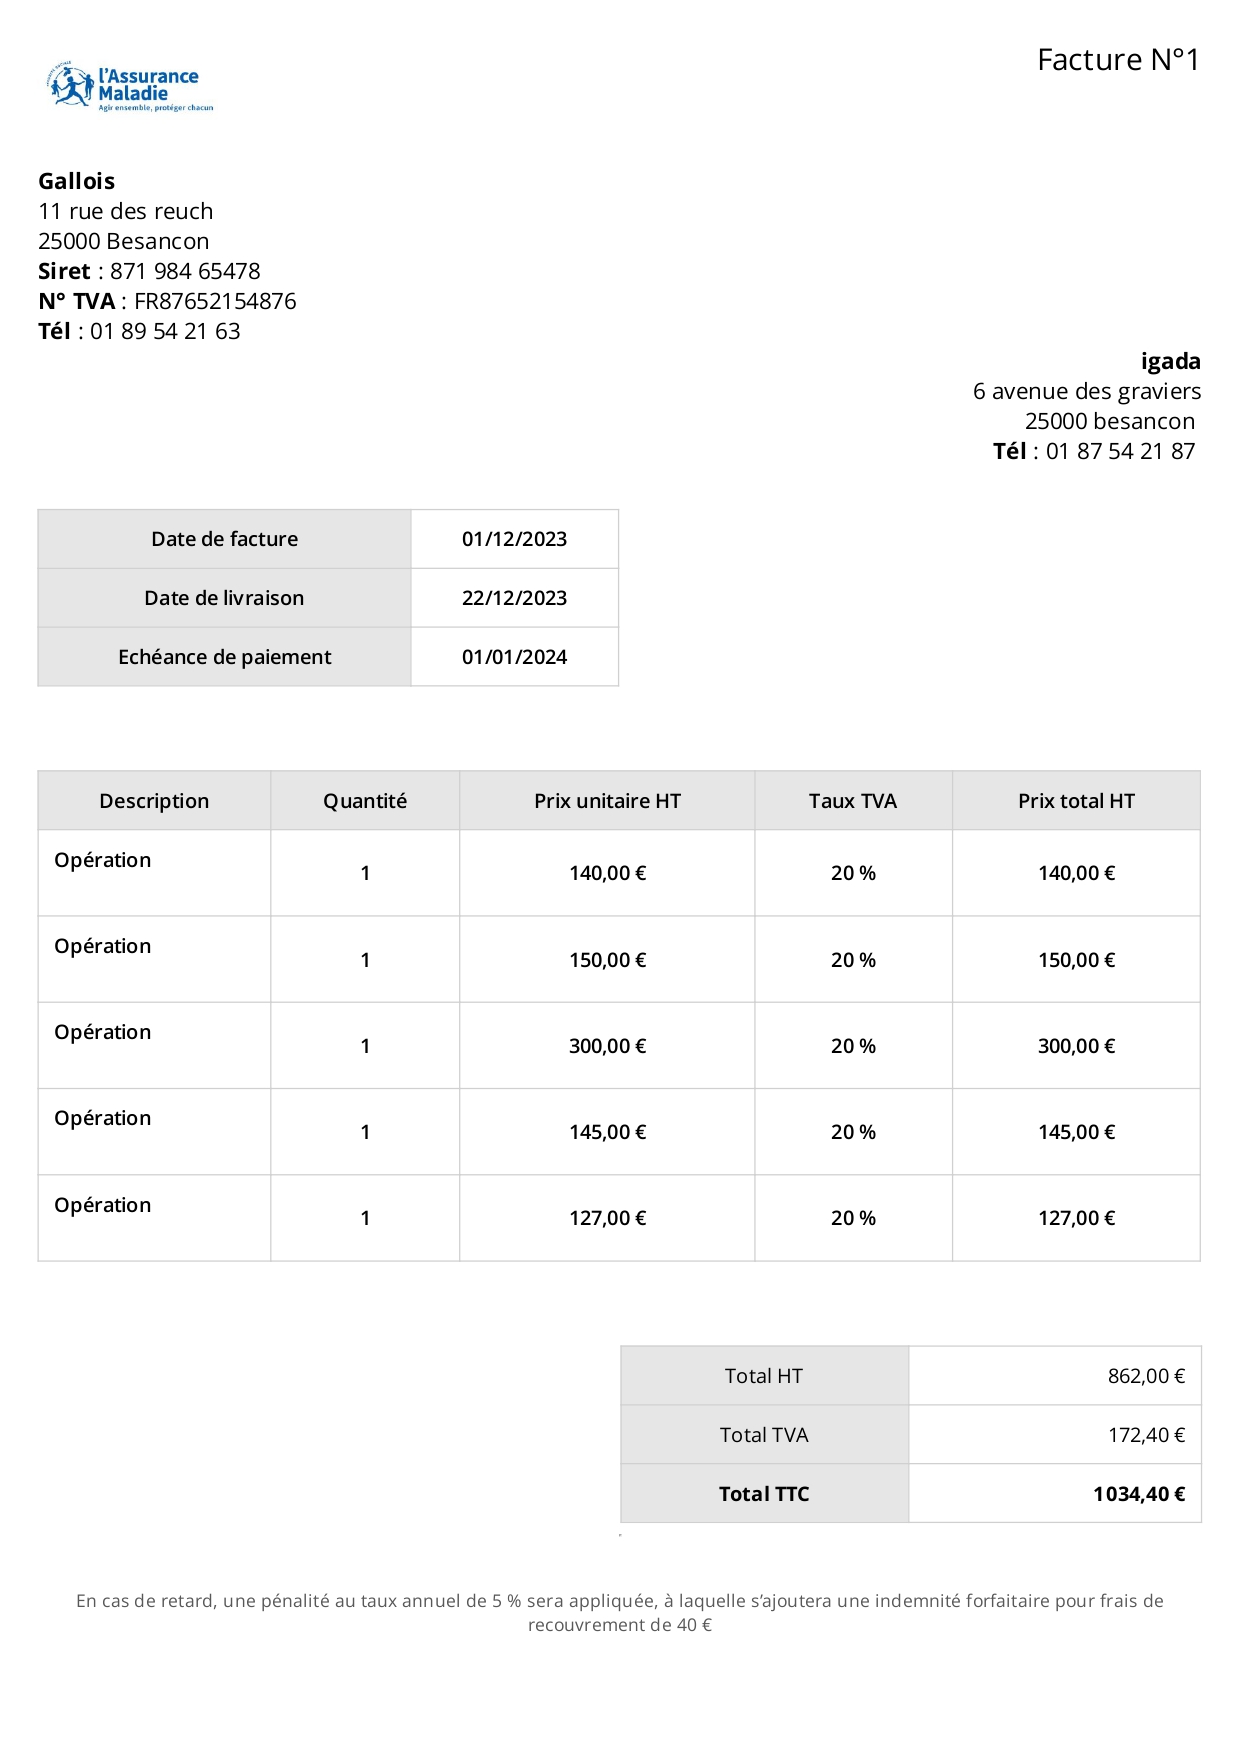 Facture N°1
l'Assurance
Maladie
Agir ensemble, protéger chacun
Gallois
11 rue des reuch
25000 Besancon
Siret : 871 984 65478
N° TVA : FR87652154876
Tél : 01 89 54 21 63
igada
6 avenue des graviers
25000 besancon
Tél : 01 87 54 21 87
Date de facture 01/12/2023
Date de livraison 22/12/2023
Echéance de paiement 01/01/2024
Description Quantité Prix unitaire HT Taux TVA Prix total HT
Opération 1 140,00 € 20 % 140,00 €
Opération 1 150,00 € 20 % 150,00 €
Opération 1 300,00 € 20 % 300,00 €
Opération 1 145,00 € 20 % 145,00 €
Opération 1 127,00 € 20 % 127,00 €
Total HT 862,00 €
Total TVA 172,40 €
Total TTC 1034,40 €
En cas de retard, une pénalité au taux annuel de 5 % sera appliquée, à laquelle s’ajoutera une indemnité forfaitaire pour frais de
recouvrement de 40 €